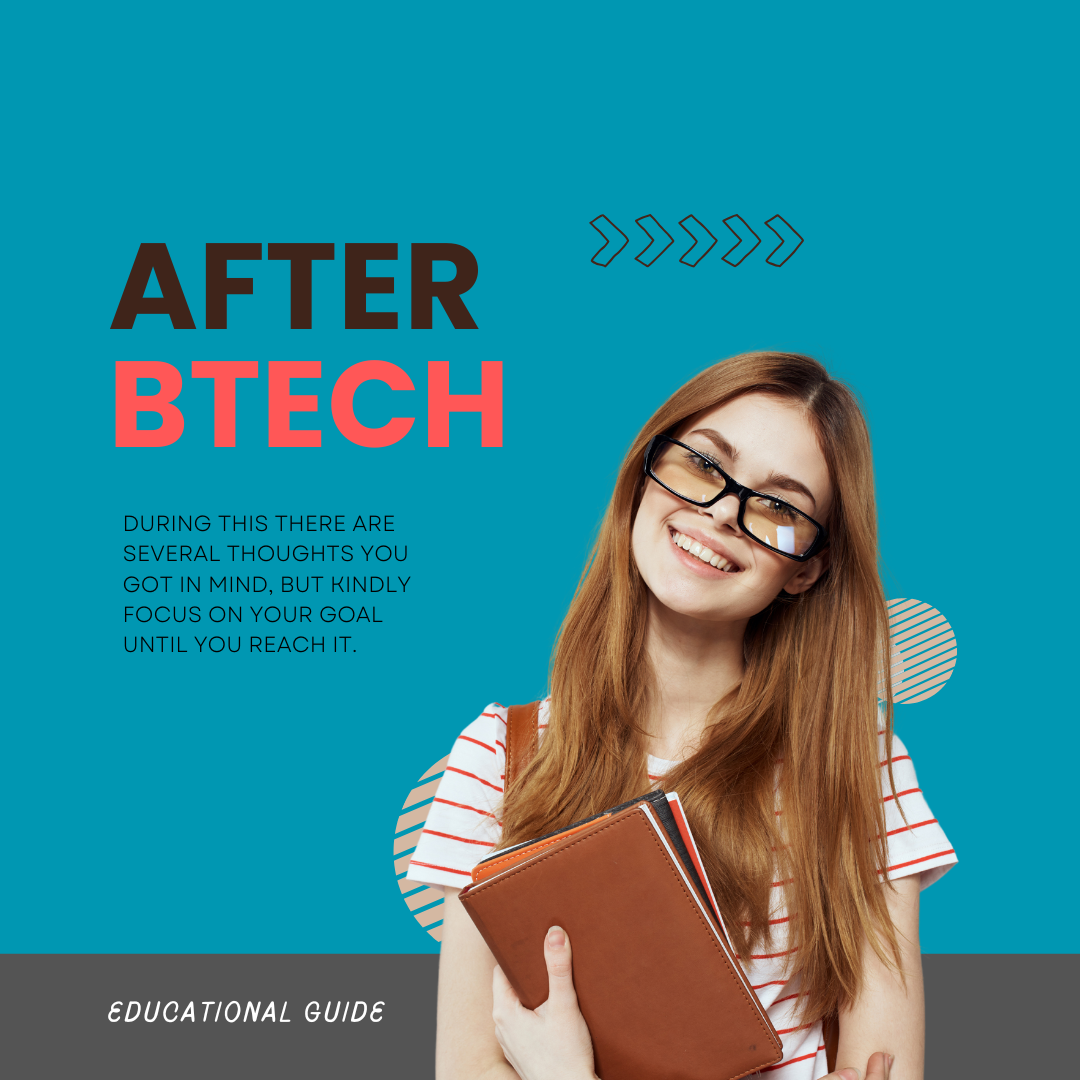 AFTER
BTECH
DURING THIS THERE ARE
SEVERAL THOUGHTS YOU
GOT IN MIND, BUT KINDLY
FOCUS ON YOUR GOAL
UNTIL YOU REACH IT.
EDUCATIONAL GUIDE